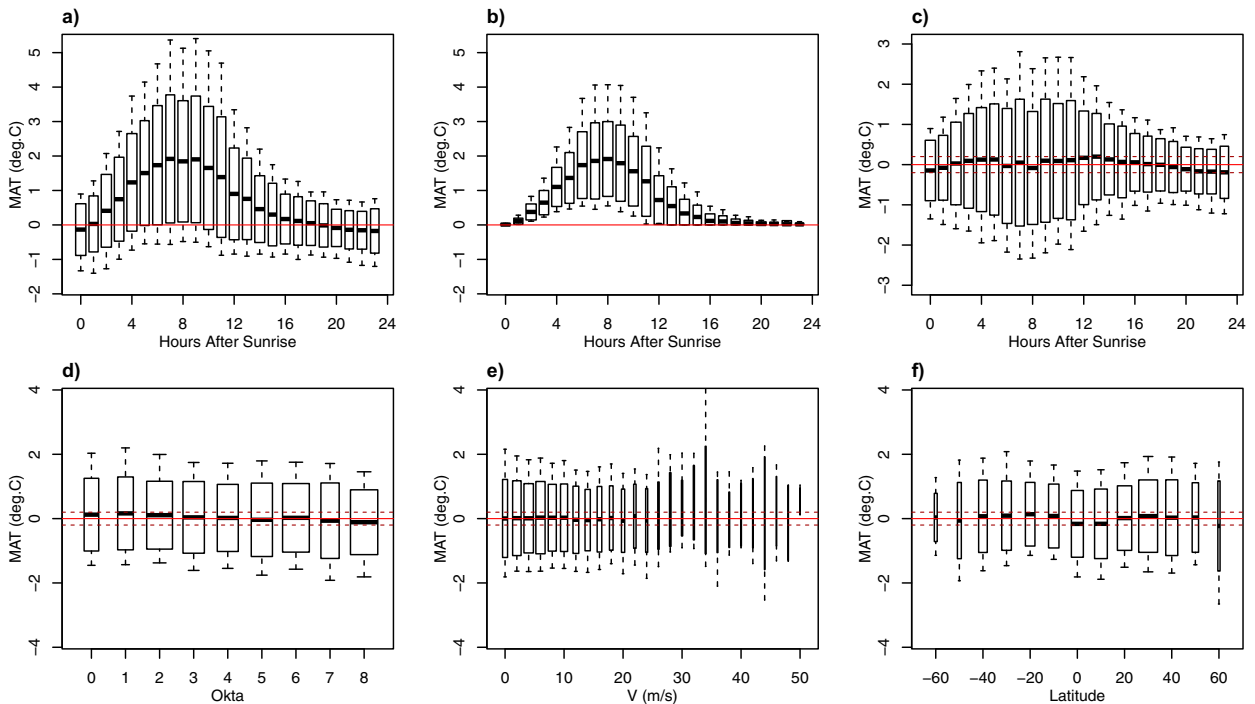 a)
MAT (deg.C)
5
4
3
2
1
0
−1
−2
0 4 8 12 16 20 24
Hours After Sunrise
b)
MAT (deg.C)
5
4
3
2
1
0
−1
−2
0 4 8 12 16 20 24
Hours After Sunrise
c)
MAT (deg.C)
3
2
1
0
−1
−2
−3
0 4 8 12 16 20 24
Hours After Sunrise
d)
MAT (deg.C)
4
2
0
−2
−4
0 1 2 3 4 5 6 7 8
Okta
e)
MAT (deg.C)
4
2
0
−2
−4
0 10 20 30 40 50
V (m/s)
f)
MAT (deg.C)
4
2
0
−2
−4
−60 −40 −20 0 20 40 60
Latitude